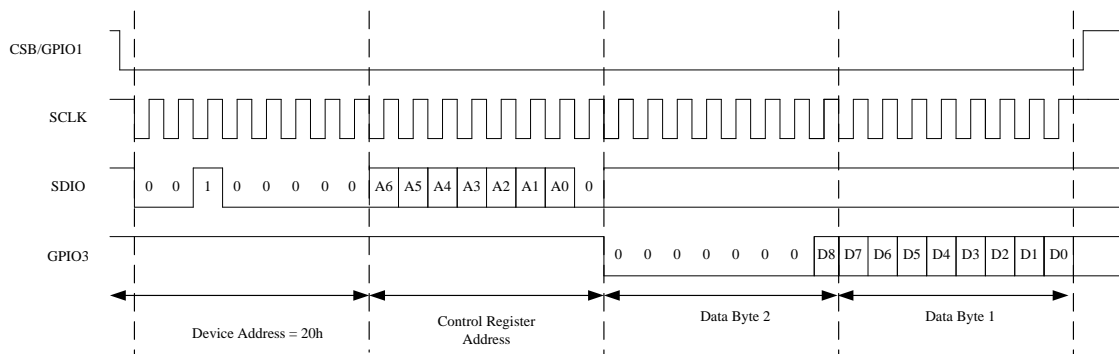 CSB/GPIO1
SCLK
SDIO
0 0 1 0 0 0 0 0 A6 A5 A4 A3 A2 A1 A0 0
GPIO3
0 0 0 0 0 0 0 D8 D7 D6 D5 D4 D3 D2 D1 D0
Device Address = 20h
Control Register
Address
Data Byte 2
Data Byte 1